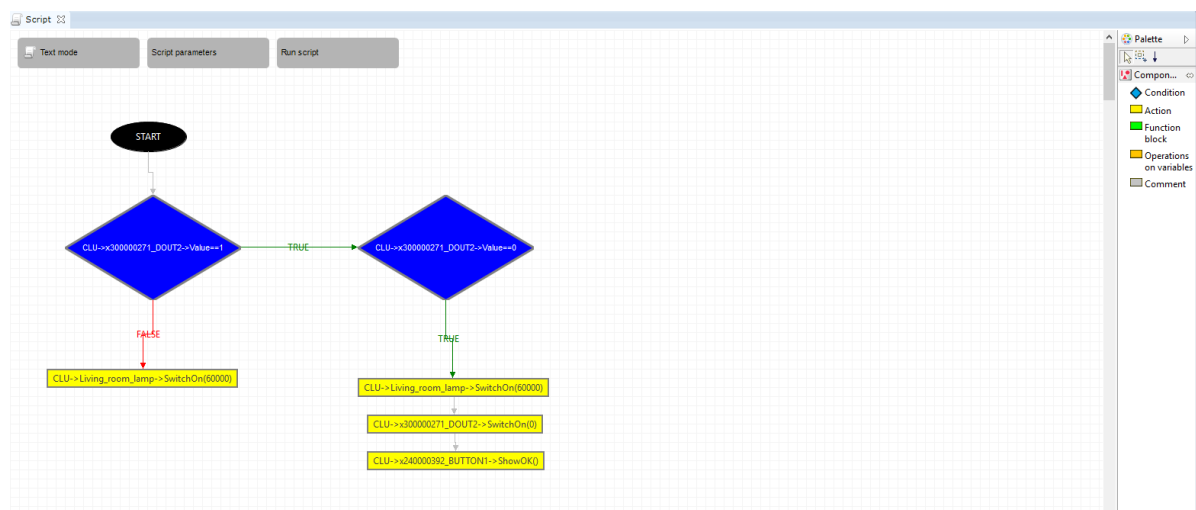 Script
Text mode
Script parameters
Run script
START
CLU->x300000271_DOUT2->Value==1
TRUE
CLU->x300000271_DOUT2->Value==0
FALSE
TRUE
CLU->Living_room_lamp->SwitchOn(60000)
CLU->Living_room_lamp->SwitchOn(60000)
CLU->x300000271_DOUT2->SwitchOn(0)
CLU->x240000392_BUTTON1->ShowOK()
Palette
Compon...
Condition
Action
Function
block
Operations
on variables
Comment